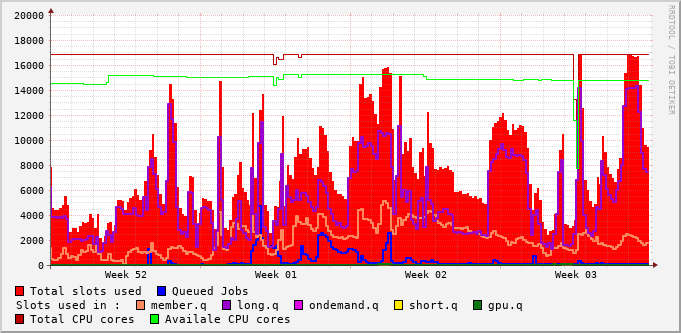 20000
18000
16000
14000
12000
10000
8000
6000
4000
2000
0
Week 52 Week 01 Week 02 Week 03
RRDTOOL / TOBI OETIKER
Total slots used Queued Jobs
Slots used in : member.q long.q ondemand.q short.q gpu.q
Total CPU cores Availale CPU cores